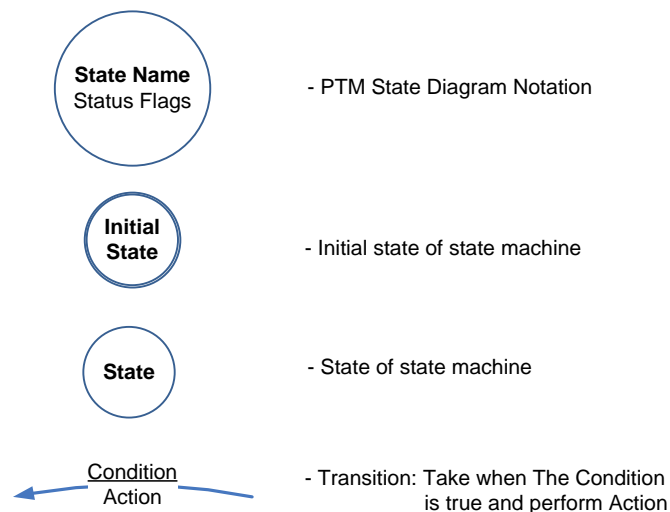 State Name
Status Flags
- PTM State Diagram Notation
Initial
State
- Initial state of state machine
State
- State of state machine
Condition
Action
- Transition: Take when The Condition
is true and perform Action